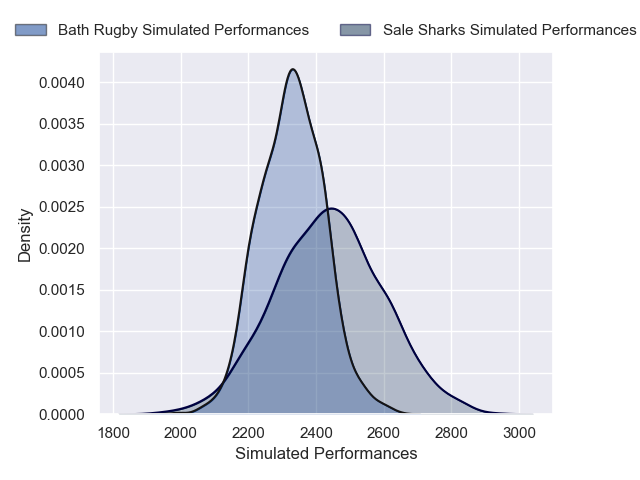 Bath Rugby Simulated Performances
Sale Sharks Simulated Performances
0.0040
0.0035
0.0030
0.0025
0.0020
0.0015
0.0010
0.0005
0.0000
Density
1800 2000 2200 2400 2600 2800 3000
Simulated Performances